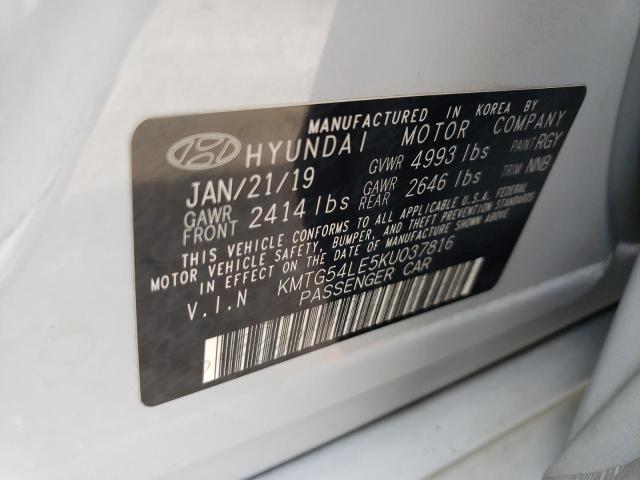 MANUFACTURED IN KOREA BY
HYUNDAI MOTOR COMPANY
JAN/21/19 GVWR 4993 lbs PAINT RGY
GAWR FRONT 2414 lbs GAWR REAR 2646 lbs TRIM NNB
THIS VEHICLE CONFORMS TO ALL APPLICABLE U.S.A. FEDERAL
MOTOR VEHICLE SAFETY, BUMPER, AND THEFT PREVENTION STANDARDS
IN EFFECT ON THE DATE OF MANUFACTURE SHOWN ABOVE.
V.I.N KMTG54LE5KU037816
PASSENGER CAR